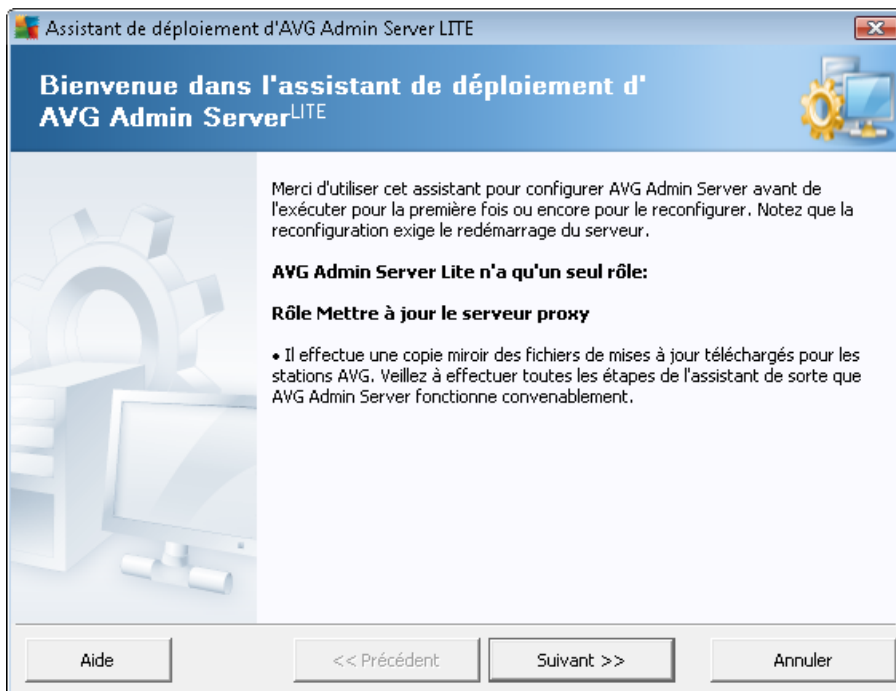 Assistant de déploiement d'AVG Admin Server LITE
Bienvenue dans l'assistant de déploiement d'
AVG Admin Server LITE
Merci d'utiliser cet assistant pour configurer AVG Admin Server avant de
l'exécuter pour la première fois ou encore pour le reconfigurer. Notez que la
reconfiguration exige le redémarrage du serveur.
AVG Admin Server Lite n'a qu'un seul rôle:
Rôle Mettre à jour le serveur proxy
• Il effectue une copie miroir des fichiers de mises à jour téléchargés pour les
stations AVG. Veillez à effectuer toutes les étapes de l'assistant de sorte que
AVG Admin Server fonctionne convenablement.
Aide
<< Précédent
Suivant >>
Annuler